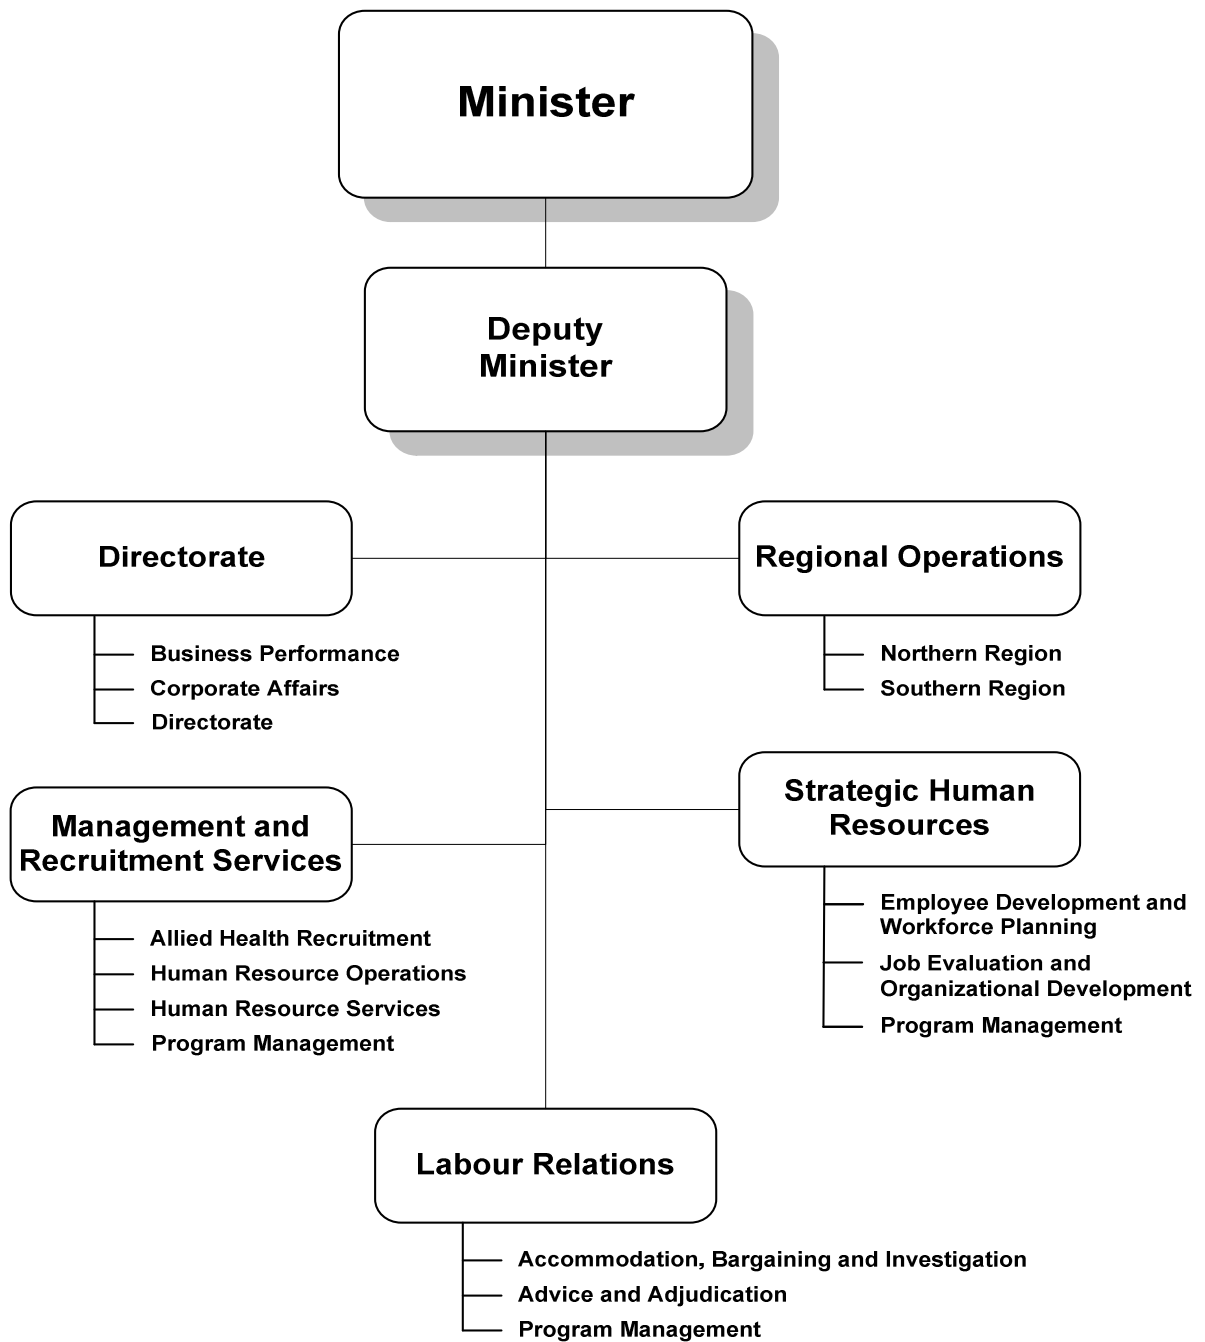 Minister
Deputy
Minister
Directorate
Business Performance
Corporate Affairs
Directorate
Regional Operations
Northern Region
Southern Region
Management and
Recruitment Services
Allied Health Recruitment
Human Resource Operations
Human Resource Services
Program Management
Strategic Human
Resources
Employee Development and
Workforce Planning
Job Evaluation and
Organizational Development
Program Management
Labour Relations
Accommodation, Bargaining and Investigation
Advice and Adjudication
Program Management